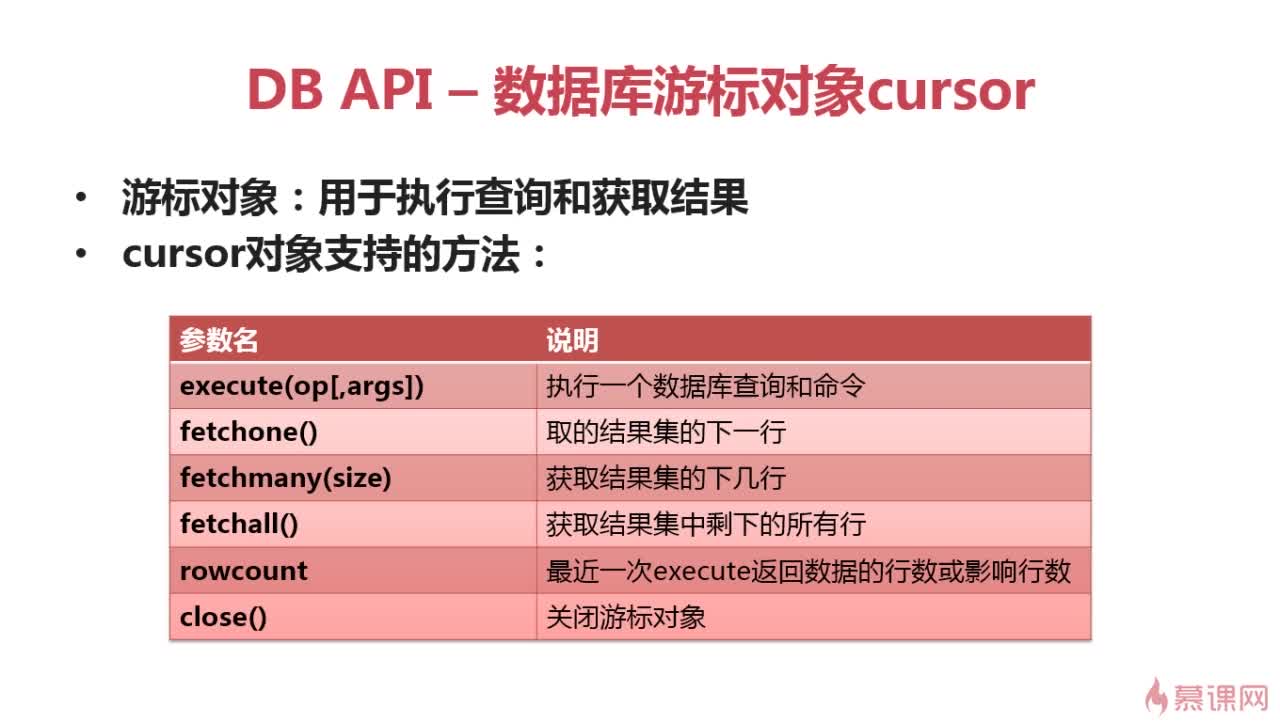 DB API – 数据库游标对象cursor
• 游标对象：用于执行查询和获取结果
• cursor对象支持的方法：
参数名 说明
execute(op[,args]) 执行一个数据库查询和命令
fetchone() 取的结果集的下一行
fetchmany(size) 获取结果集的下几行
fetchall() 获取结果集中剩下的所有行
rowcount 最近一次execute返回数据的行数或影响行数
close() 关闭游标对象
慕课网